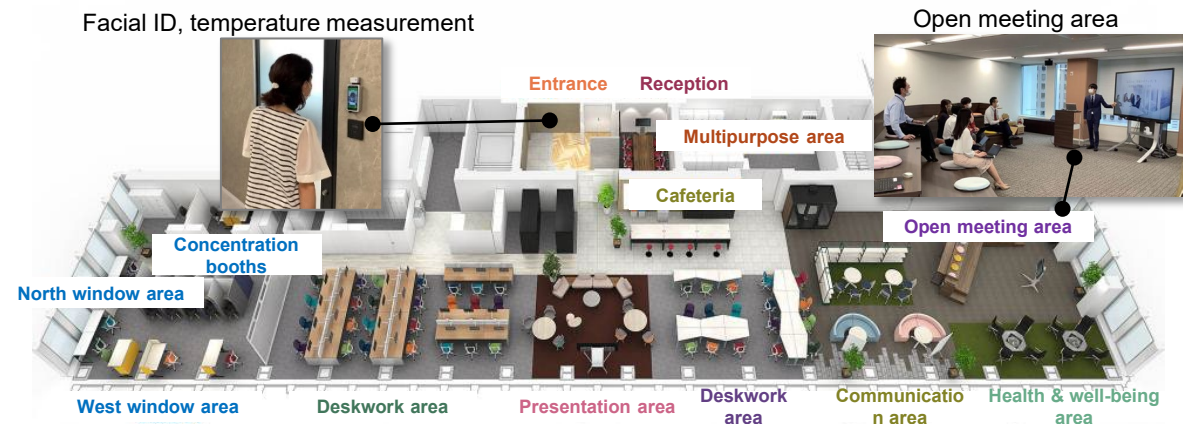 Facial ID, temperature measurement
Open meeting area
Entrance
Reception
Multipurpose area
Cafeteria
Open meeting area
Concentration
booths
North window area
West window area
Deskwork area
Presentation area
Deskwork
area
Communicatio
n area
Health & well-being
area